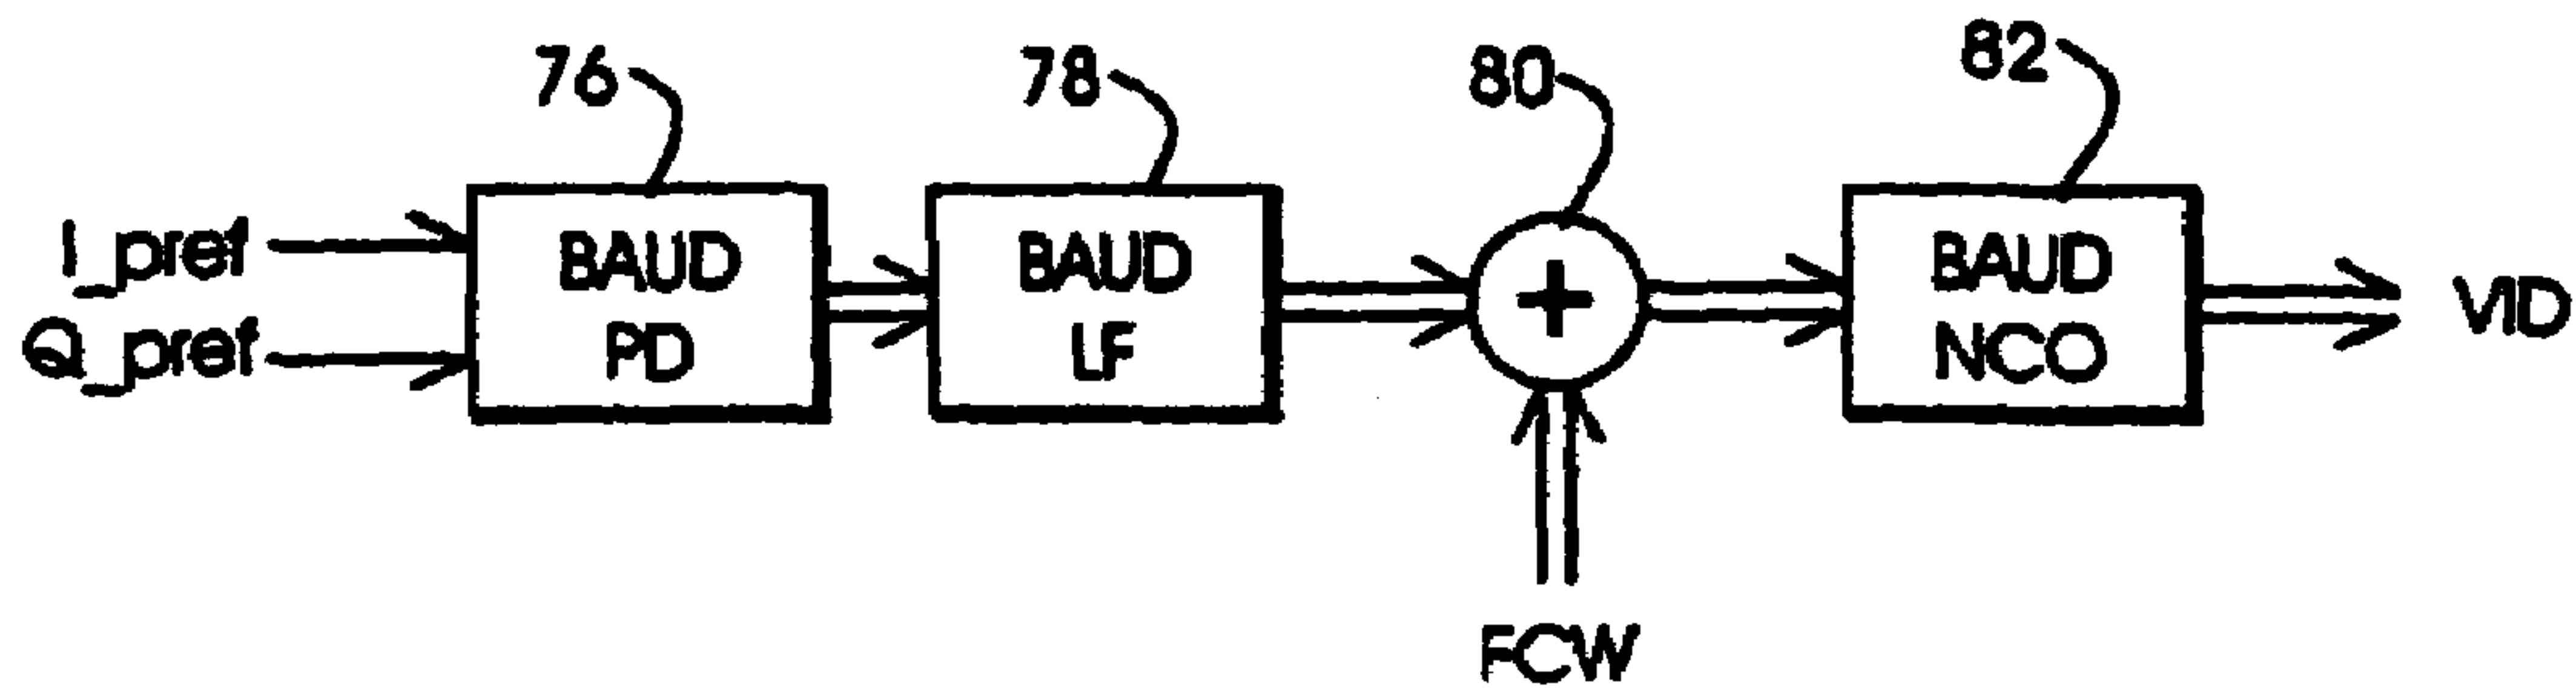 76
78
80
82
I_pref
Q_pref
BAUD
PD
BAUD
LF
+
BAUD
NCO
VID
FCW